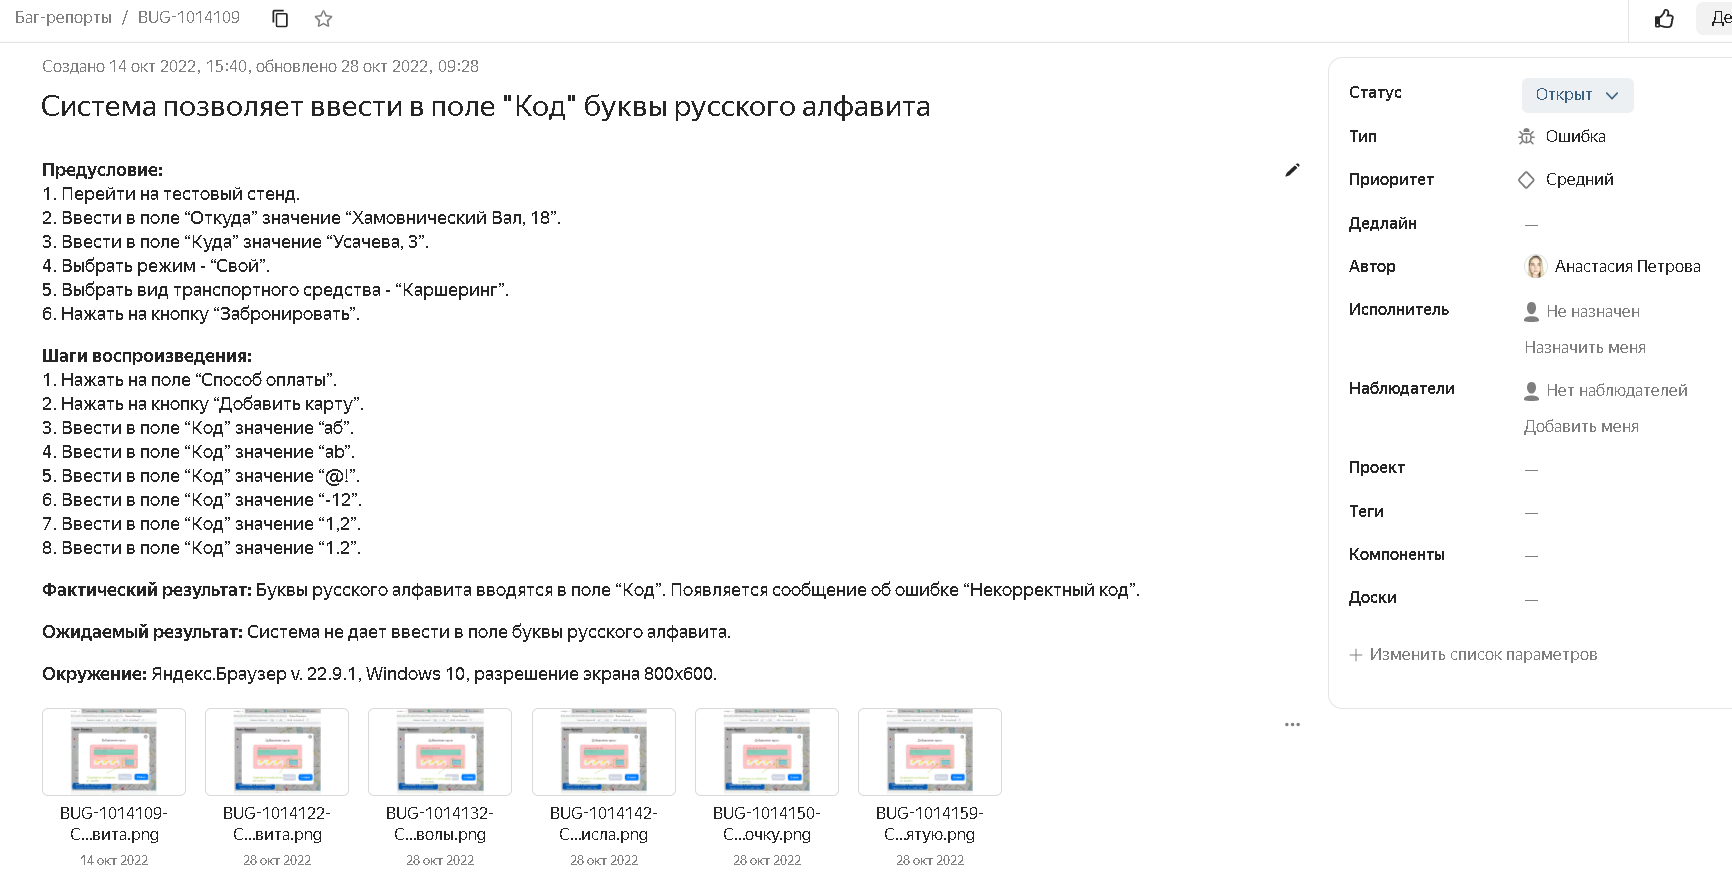 Баг-репорты / BUG-1014109
Де
Создано 14 окт 2022, 15:40, обновлено 28 окт 2022, 09:28
Система позволяет ввести в поле "Код" буквы русского алфавита
Предусловие:
1. Перейти на тестовый стенд.
2. Ввести в поле “Откуда” значение “Хамовнический Вал, 18”.
3. Ввести в поле “Куда” значение “Усачева, 3”.
4. Выбрать режим - “Свой”.
5. Выбрать вид транспортного средства - “Каршеринг”.
6. Нажать на кнопку “Забронировать”.
Шаги воспроизведения:
1. Нажать на поле “Способ оплаты”.
2. Нажать на кнопку “Добавить карту”.
3. Ввести в поле “Код” значение “аб”.
4. Ввести в поле “Код” значение “ab”.
5. Ввести в поле “Код” значение “@!”.
6. Ввести в поле “Код” значение “-12”.
7. Ввести в поле “Код” значение “1,2”.
8. Ввести в поле “Код” значение “1.2”.
Фактический результат: Буквы русского алфавита вводятся в поле “Код”. Появляется сообщение об ошибке “Некорректный код”.
Ожидаемый результат: Система не дает ввести в поле буквы русского алфавита.
Окружение: Яндекс.Браузер v. 22.9.1, Windows 10, разрешение экрана 800x600.
BUG-1014109-
С...вита.png
14 окт 2022
BUG-1014122-
С...вита.png
28 окт 2022
BUG-1014132-
С...волы.png
28 окт 2022
BUG-1014142-
С...исла.png
28 окт 2022
BUG-1014150-
С...очку.png
28 окт 2022
BUG-1014159-
С...ятую.png
28 окт 2022
Статус Открыт
Тип Ошибка
Приоритет Средний
Дедлайн —
Автор Анастасия Петрова
Исполнитель Не назначен
Назначить меня
Наблюдатели Нет наблюдателей
Добавить меня
Проект —
Теги —
Компоненты —
Доски —
+ Изменить список параметров